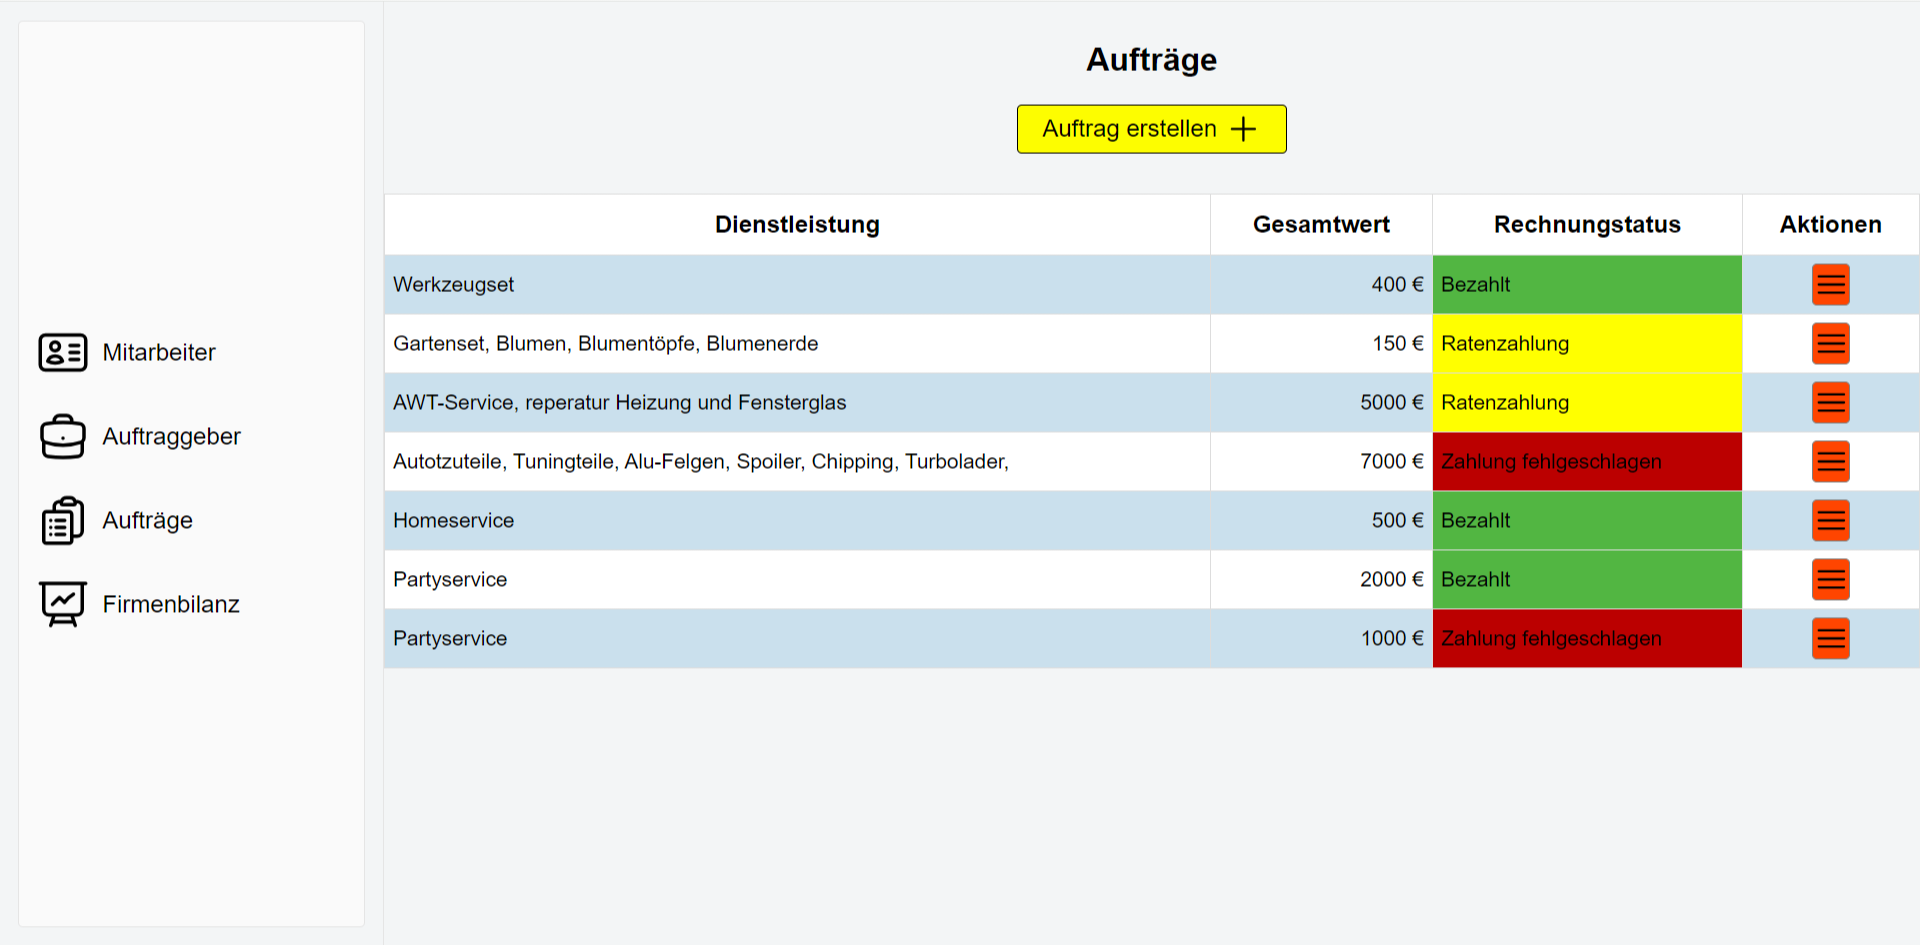 Mitarbeiter
Auftraggeber
Aufträge
Firmenbilanz
Aufträge
Auftrag erstellen
Dienstleistung Gesamtwert Rechnungstatus Aktionen
Werkzeugset 400 € Bezahlt
Gartenset, Blumen, Blumentöpfe, Blumenerde 150 € Ratenzahlung
AWT-Service, reperatur Heizung und Fensterglas 5000 € Ratenzahlung
Autotzuteile, Tuningteile, Alu-Felgen, Spoiler, Chipping, Turbolader, 7000 € Zahlung fehlgeschlagen
Homeservice 500 € Bezahlt
Partyservice 2000 € Bezahlt
Partyservice 1000 € Zahlung fehlgeschlagen